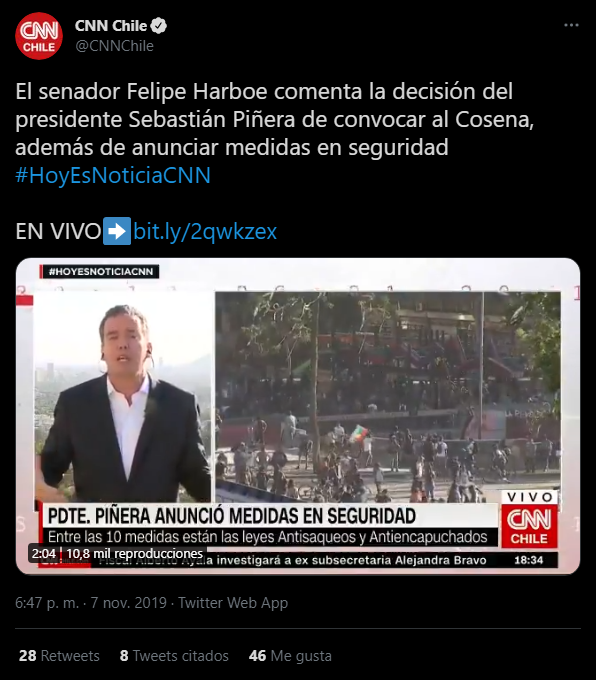 CNN Chile
@CNNChile
El senador Felipe Harboe comenta la decisión del
presidente Sebastián Piñera de convocar al Cosena,
además de anunciar medidas en seguridad
#HoyEsNoticiaCNN
EN VIVO➡bit.ly/2qwkzex
#HOYESNOTICIACNN
VIVO
PDTE. PIÑERA ANUNCIÓ MEDIDAS EN SEGURIDAD
CNN
CHILE
Entre las 10 medidas están las leyes Antisaqueos y Antiencapuchados
2:04 | 10,8 mil reproducciones
Fiscal Alberto Ayala investigará a ex subsecretaria Alejandra Bravo
18:34
6:47 p. m. · 7 nov. 2019 · Twitter Web App
28 Retweets 8 Tweets citados 46 Me gusta